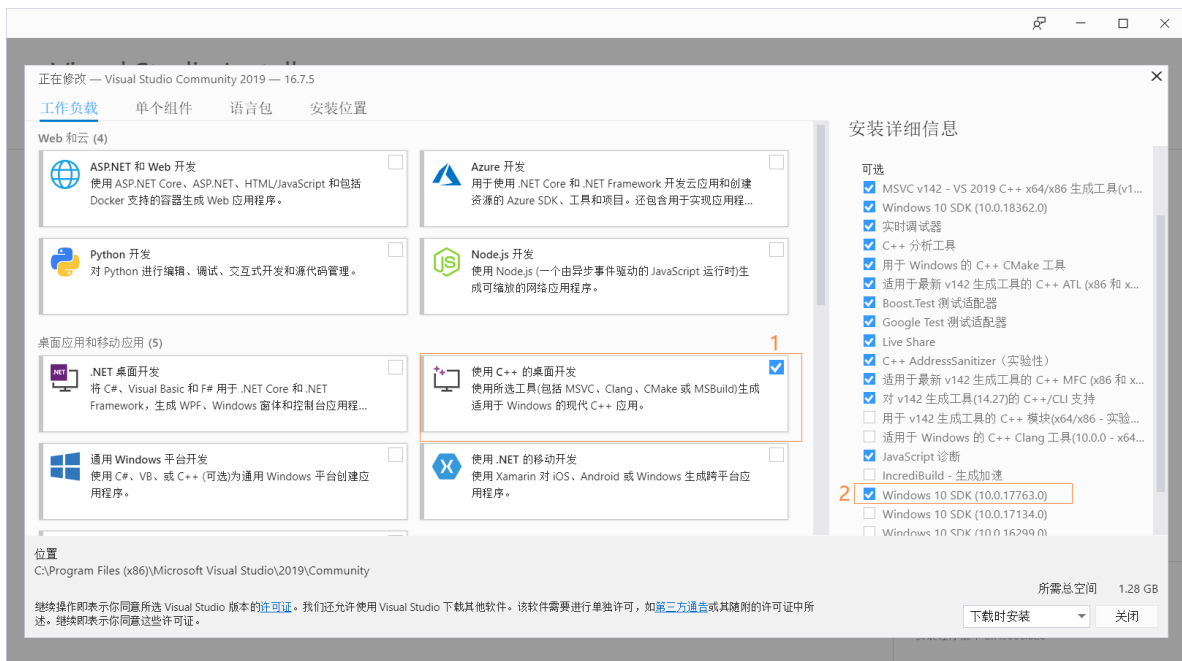 正在修改 — Visual Studio Community 2019 — 16.7.5
工作负载 单个组件 语言包 安装位置
Web 和云 (4)
ASP.NET 和 Web 开发
使用 ASP.NET Core、ASP.NET、HTML/JavaScript 和包括
Docker 支持的容器生成 Web 应用程序。
Azure 开发
用于使用 .NET Core 和 .NET Framework 开发云应用和创建
资源的 Azure SDK、工具和项目。还包含用于实现应用程...
Python 开发
对 Python 进行编辑、调试、交互式开发和源代码管理。
Node.js 开发
使用 Node.js (一个由异步事件驱动的 JavaScript 运行时)生
成可缩放的网络应用程序。
桌面应用和移动应用 (5)
1
NET
.NET 桌面开发
将 C#、Visual Basic 和 F# 用于 .NET Core 和 .NET
Framework，生成 WPF、Windows 窗体和控制台应用程...
使用 C++ 的桌面开发
使用所选工具(包括 MSVC、Clang、CMake 或 MSBuild)生成
适用于 Windows 的现代 C++ 应用。
通用 Windows 平台开发
使用 C#、VB、或 C++ (可选)为通用 Windows 平台创建应
用程序。
使用 .NET 的移动开发
使用 Xamarin 对 iOS、Android 或 Windows 生成跨平台应
用程序。
安装详细信息
可选
MSVC v142 - VS 2019 C++ x64/x86 生成工具(v1...
Windows 10 SDK (10.0.18362.0)
实时调试器
C++ 分析工具
用于 Windows 的 C++ CMake 工具
适用于最新 v142 生成工具的 C++ ATL (x86 和 x...
Boost.Test 测试适配器
Google Test 测试适配器
Live Share
C++ AddressSanitizer（实验性）
适用于最新 v142 生成工具的 C++ MFC (x86 和 x...
对 v142 生成工具(14.27)的 C++/CLI 支持
用于 v142 生成工具的 C++ 模块(x64/x86 - 实验...
适用于 Windows 的 C++ Clang 工具(10.0.0 - x64...
JavaScript 诊断
IncrediBuild - 生成加速
2 Windows 10 SDK (10.0.17763.0)
Windows 10 SDK (10.0.17134.0)
Windows 10 SDK (10.0.16299.0)
位置
C:\Program Files (x86)\Microsoft Visual Studio\2019\Community
所需总空间 1.28 GB
继续操作即表示你同意所选 Visual Studio 版本的许可证。我们还允许使用 Visual Studio 下载其他软件。该软件需要进行单独许可，如第三方通告或其随附的许可证中所
述。继续即表示你同意这些许可证。
下载时安装
关闭